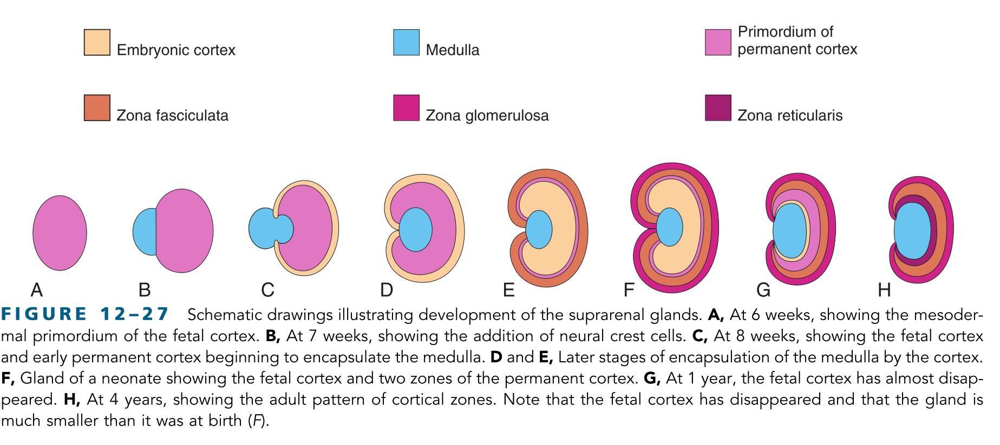 Embryonic cortex
Medulla
Primordium of
permanent cortex
Zona fasciculata
Zona glomerulosa
Zona reticularis
A
B
C
D
E
F
G
H
FIGURE 12–27 Schematic drawings illustrating development of the suprarenal glands. A, At 6 weeks, showing the mesoder-
mal primordium of the fetal cortex. B, At 7 weeks, showing the addition of neural crest cells. C, At 8 weeks, showing the fetal cortex
and early permanent cortex beginning to encapsulate the medulla. D and E, Later stages of encapsulation of the medulla by the cortex.
F, Gland of a neonate showing the fetal cortex and two zones of the permanent cortex. G, At 1 year, the fetal cortex has almost disap-
peared. H, At 4 years, showing the adult pattern of cortical zones. Note that the fetal cortex has disappeared and that the gland is
much smaller than it was at birth (F).